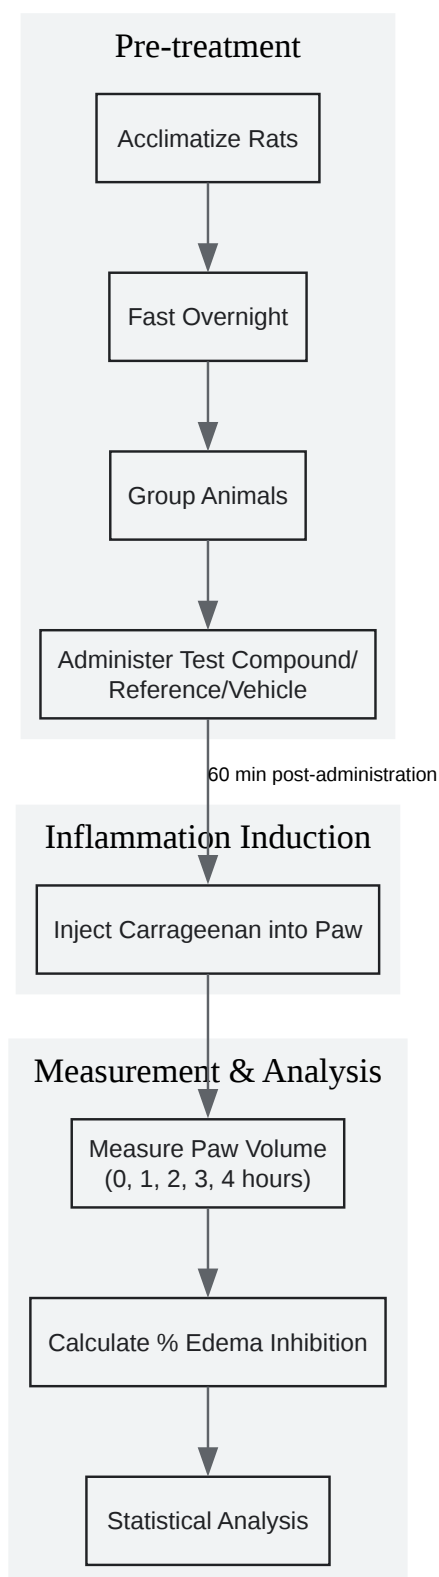 Pre-treatment
Acclimatize Rats
Fast Overnight
Group Animals
Administer Test Compound/
Reference/Vehicle
60 min post-administration
Inflammation Induction
Inject Carrageenan into Paw
Measurement & Analysis
Measure Paw Volume
(0, 1, 2, 3, 4 hours)
Calculate % Edema Inhibition
Statistical Analysis